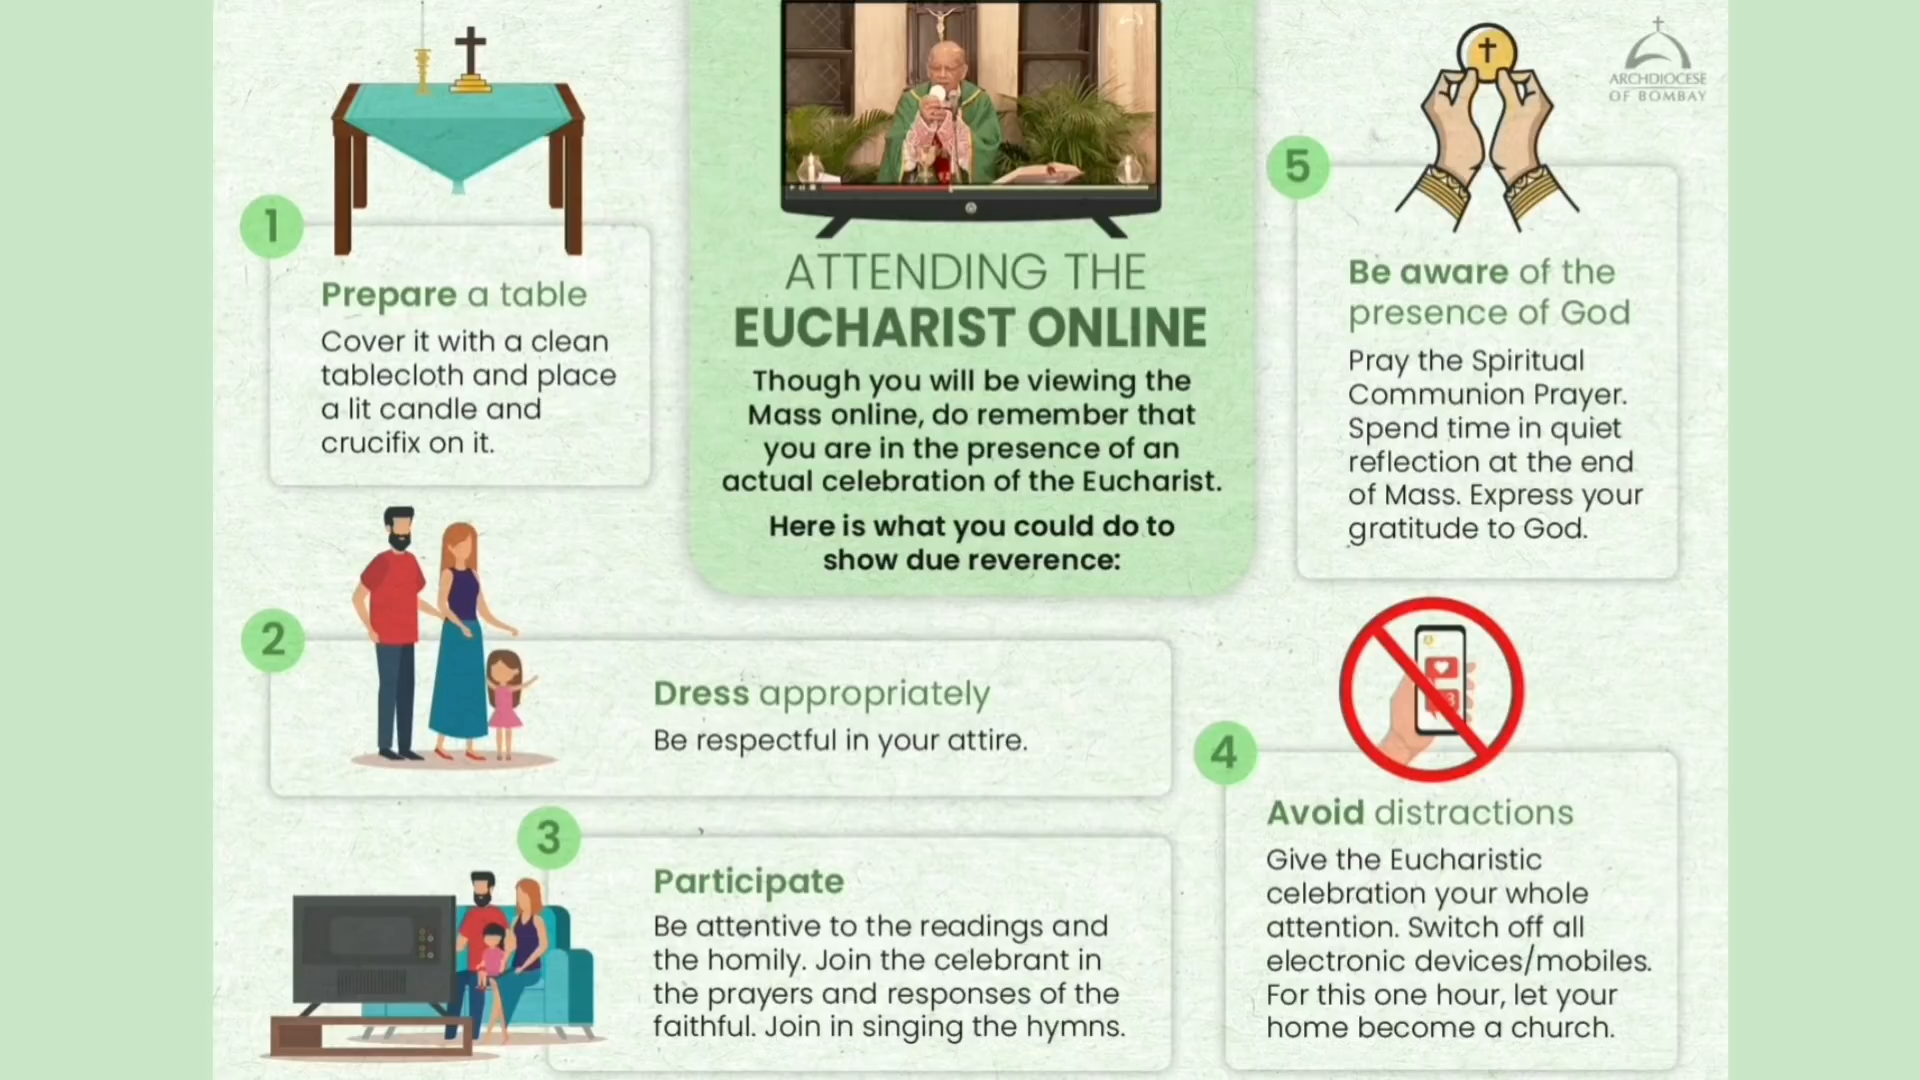 ARCHDIOCESE
OF BOMBAY
ATTENDING THE
EUCHARIST ONLINE
Though you will be viewing the
Mass online, do remember that
you are in the presence of an
actual celebration of the Eucharist.
Here is what you could do to
show due reverence:
1
Prepare a table
Cover it with a clean
tablecloth and place
a lit candle and
crucifix on it.
2
Dress appropriately
Be respectful in your attire.
3
Participate
Be attentive to the readings and
the homily. Join the celebrant in
the prayers and responses of the
faithful. Join in singing the hymns.
4
Avoid distractions
Give the Eucharistic
celebration your whole
attention. Switch off all
electronic devices/mobiles.
For this one hour, let your
home become a church.
5
Be aware of the
presence of God
Pray the Spiritual
Communion Prayer.
Spend time in quiet
reflection at the end
of Mass. Express your
gratitude to God.